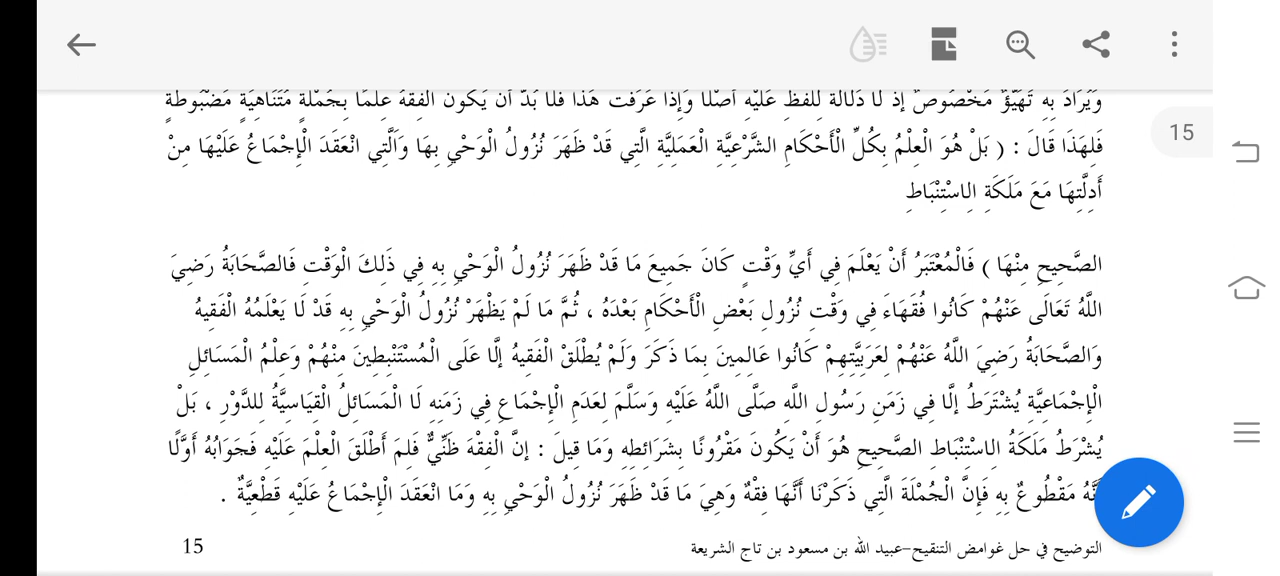 15
وَيُرَادَ بِهِ تَهَيُّؤٌ مَخْصُوصٌ إذْ لَا دَلَالَةَ لِلَّفْظِ عَلَيْهِ أَصْلًا وَإِذَا عَرَفْت هَذَا فَلَا بُدَّ أَنْ يَكُونَ الْفِقْهُ عِلْمًا بِجُمْلَةٍ مُتَنَاهِيَةٍ مَضْبُوطَةٍ
فَلِهَذَا قَالَ : ( بَلْ هُوَ الْعِلْمُ بِكُلِّ الْأَحْكَامِ الشَّرْعِيَّةِ الْعَمَلِيَّةِ الَّتِي قَدْ ظَهَرَ نُزُولُ الْوَحْيِ بِهَا وَاَلَّتِي انْعَقَدَ الْإِجْمَاعُ عَلَيْهَا مِنْ
أَدِلَّتِهَا مَعَ مَلَكَةِ الِاسْتِنْبَاطِ
الصَّحِيحِ مِنْهَا ) فَالْمُعْتَبَرُ أَنْ يَعْلَمَ فِي أَيِّ وَقْتٍ كَانَ جَمِيعَ مَا قَدْ ظَهَرَ نُزُولُ الْوَحْيِ بِهِ فِي ذَلِكَ الْوَقْتِ فَالصَّحَابَةُ رَضِيَ
اللَّهُ تَعَالَى عَنْهُمْ كَانُوا فُقَهَاءَ فِي وَقْتِ نُزُولِ بَعْضِ الْأَحْكَامِ بَعْدَهُ ، ثُمَّ مَا لَمْ يَظْهَرْ نُزُولُ الْوَحْيِ بِهِ قَدْ لَا يَعْلَمُهُ الْفَقِيهُ
وَالصَّحَابَةُ رَضِيَ اللَّهُ عَنْهُمْ لِعَرَبِيَّتِهِمْ كَانُوا عَالِمِينَ بِمَا ذَكَرَ وَلَمْ يُطْلَقْ الْفَقِيهُ إلَّا عَلَى الْمُسْتَنْبِطِينَ مِنْهُمْ وَعِلْمُ الْمَسَائِلِ
الْإِجْمَاعِيَّةِ يُشْتَرَطُ إلَّا فِي زَمَنِ رَسُولِ اللَّهِ صَلَّى اللَّهُ عَلَيْهِ وَسَلَّمَ لِعَدَمِ الْإِجْمَاعِ فِي زَمَنِهِ لَا الْمَسَائِلُ الْقِيَاسِيَّةُ لِلدَّوْرِ ، بَلْ
يُشْرَطُ مَلَكَةُ الِاسْتِنْبَاطِ الصَّحِيحِ هُوَ أَنْ يَكُونَ مَقْرُونًا بِشَرَائِطِهِ وَمَا قِيلَ : إنَّ الْفِقْهَ ظَنِّيٌّ فَلِمَ أَطْلَقَ الْعِلْمَ عَلَيْهِ فَجَوَابُهُ أَوَّلًا
أَنَّهُ مَقْطُوعٌ بِهِ فَإِنَّ الْجُمْلَةَ الَّتِي ذَكَرْنَا أَنَّهَا فِقْهٌ وَهِيَ مَا قَدْ ظَهَرَ نُزُولُ الْوَحْيِ بِهِ وَمَا انْعَقَدَ الْإِجْمَاعُ عَلَيْهِ قَطْعِيَّةٌ .
التوضيح في حل غوامض التنقيح-عبيد الله بن مسعود بن تاج الشريعة 15